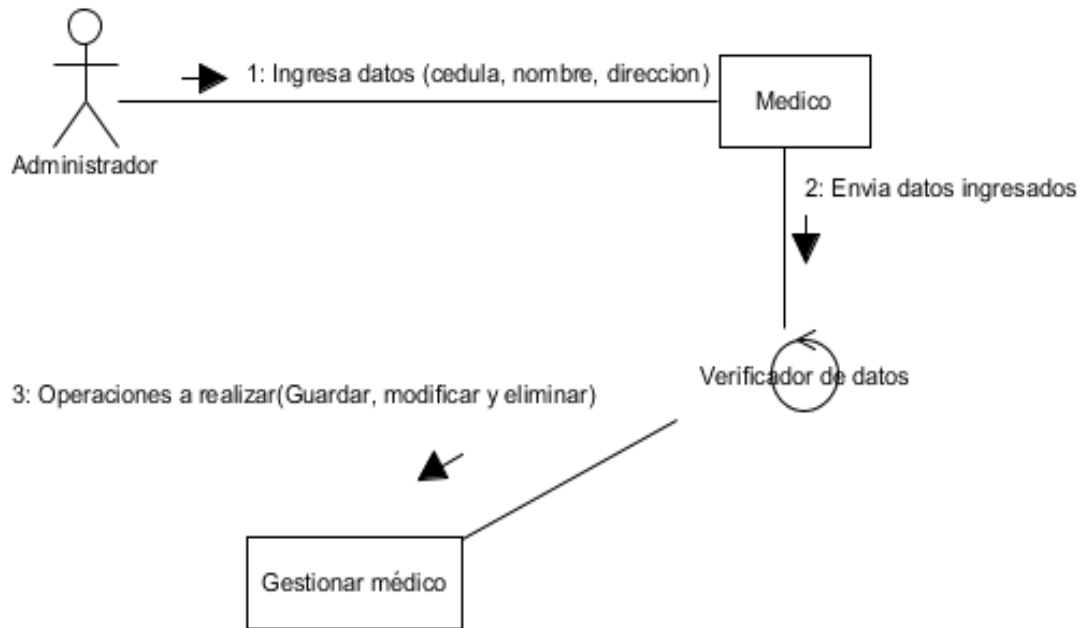 1: Ingresa datos (cedula, nombre, direccion)
Medico
Administrador
2: Envia datos ingresados
Verificador de datos
3: Operaciones a realizar(Guardar, modificar y eliminar)
Gestionar médico